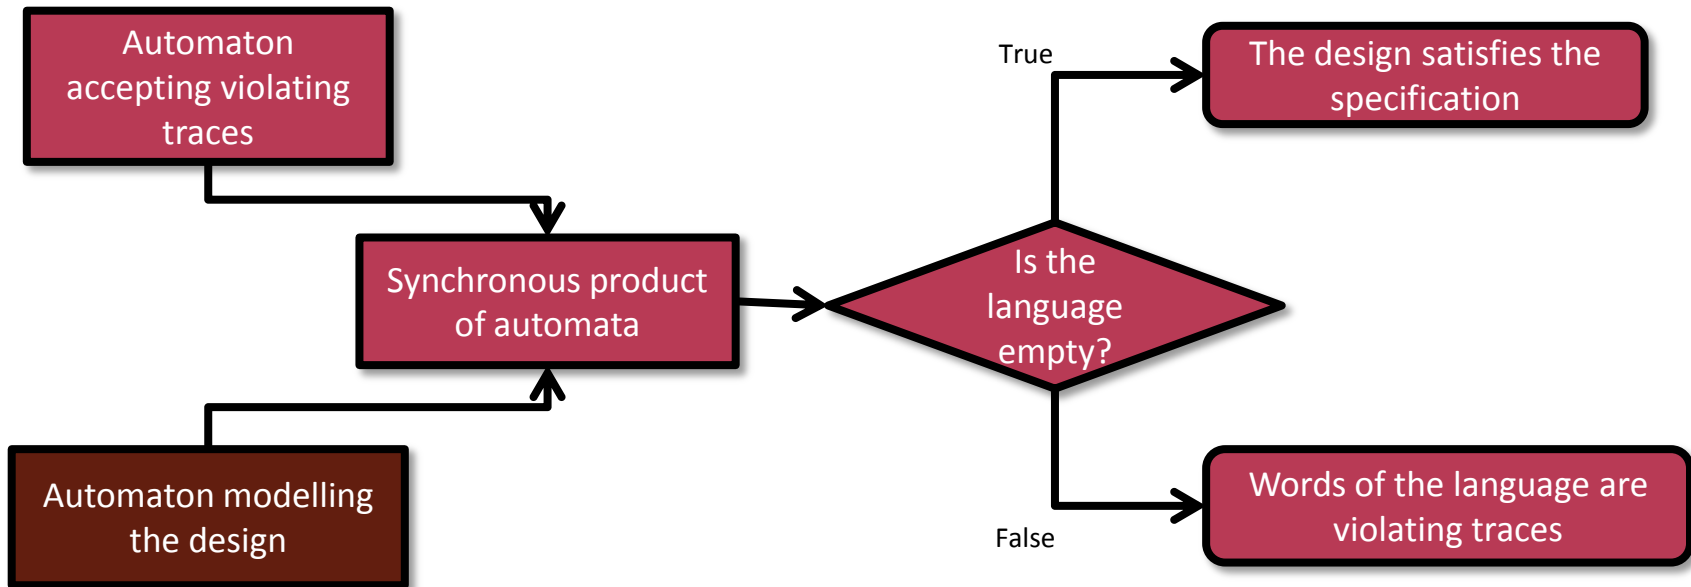 Automaton
accepting violating
traces
Synchronous product
of automata
Automaton modelling
the design
Is the
language
empty?
True
The design satisfies the
specification
False
Words of the language are
violating traces